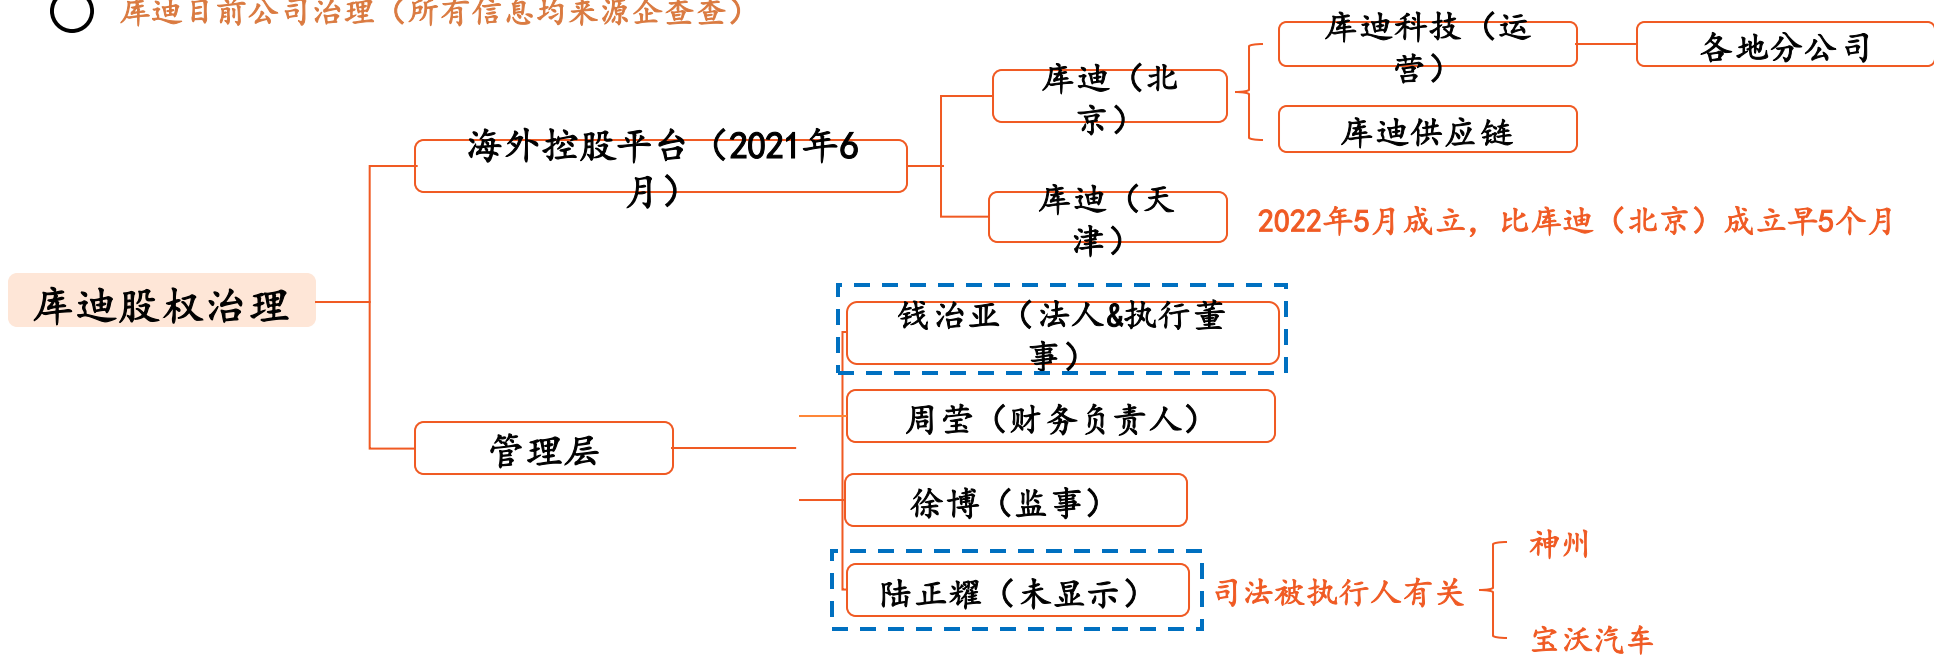 库迪目前公司治理（所有信息均来源企查查）
库迪科技（运
营）
各地分公司
库迪（北
京）
库迪供应链
海外控股平台（2021年6
月）
库迪（天
津）
2022年5月成立，比库迪（北京）成立早5个月
库迪股权治理
钱治亚（法人&执行董
事）
周莹（财务负责人）
管理层
徐博（监事）
陆正耀（未显示）
司法被执行人有关
神州
宝沃汽车